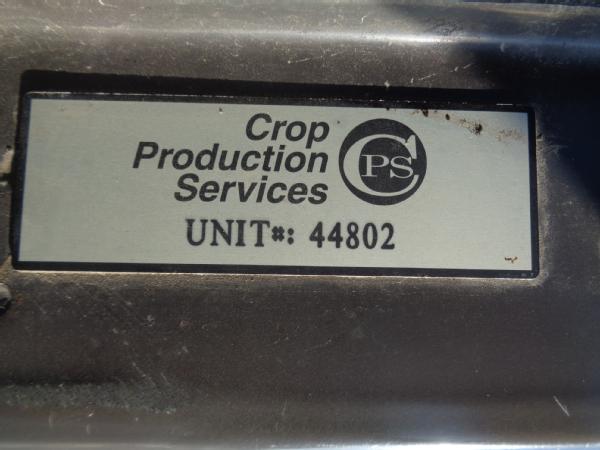 Crop
Production
Services
CPS
UNIT#: 44802